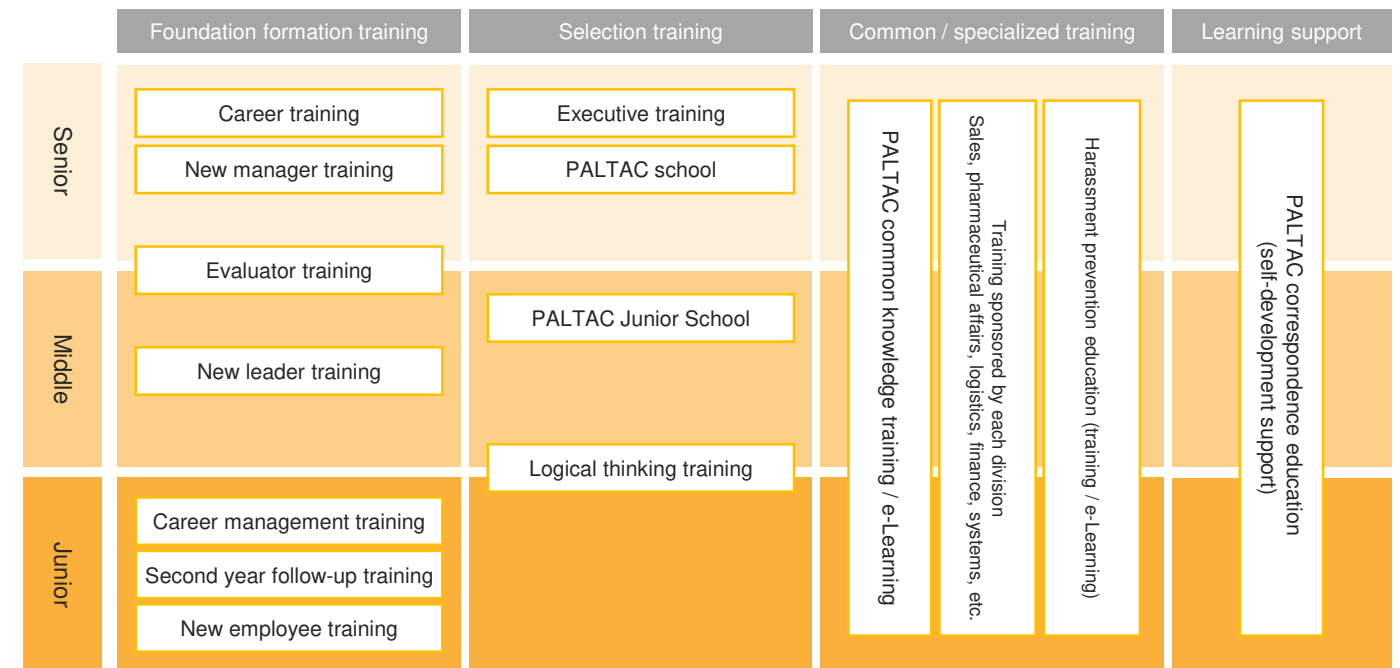 Foundation formation training
Selection training
Common / specialized training
Learning support
Senior
Career training
New manager training
Evaluator training
Executive training
PALTAC school
Middle
New leader training
PALTAC Junior School
Logical thinking training
Junior
Career management training
Second year follow-up training
New employee training
PALTAC common knowledge training / e-Learning
Training sponsored by each division
Sales, pharmaceutical affairs, logistics, finance, systems, etc.
Harassment prevention education (training / e-Learning)
PALTAC correspondence education
(self-development support)